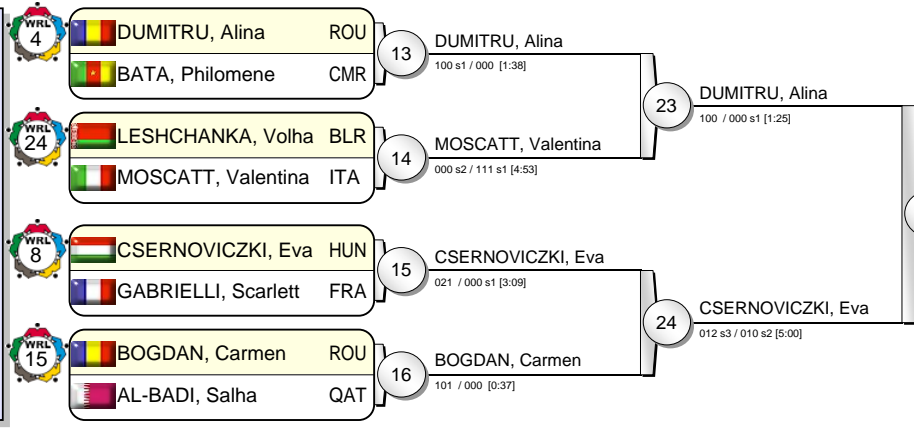 WRL
4
DUMITRU, Alina ROU
BATA, Philomene CMR
13
DUMITRU, Alina
100 s1 / 000 [1:38]
WRL
24
LESHCHANKA, Volha BLR
MOSCATT, Valentina ITA
14
MOSCATT, Valentina
000 s2 / 111 s1 [4:53]
23
DUMITRU, Alina
100 / 000 s1 [1:25]
WRL
8
CSERNOVICZKI, Eva HUN
GABRIELLI, Scarlett FRA
15
CSERNOVICZKI, Eva
021 / 000 s1 [3:09]
WRL
15
BOGDAN, Carmen ROU
AL-BADI, Salha QAT
16
BOGDAN, Carmen
101 / 000 [0:37]
24
CSERNOVICZKI, Eva
012 s3 / 010 s2 [5:00]